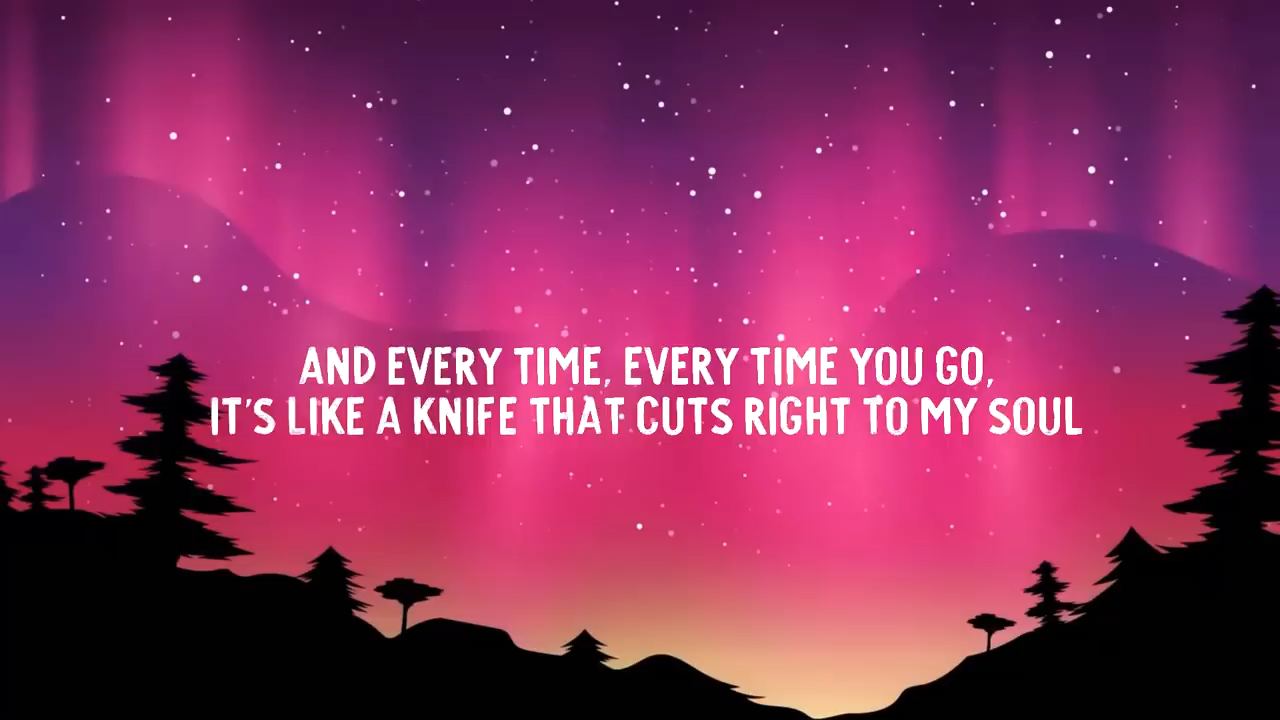 AND EVERY TIME, EVERY TIME YOU GO,
IT'S LIKE A KNIFE THAT CUTS RIGHT TO MY SOUL